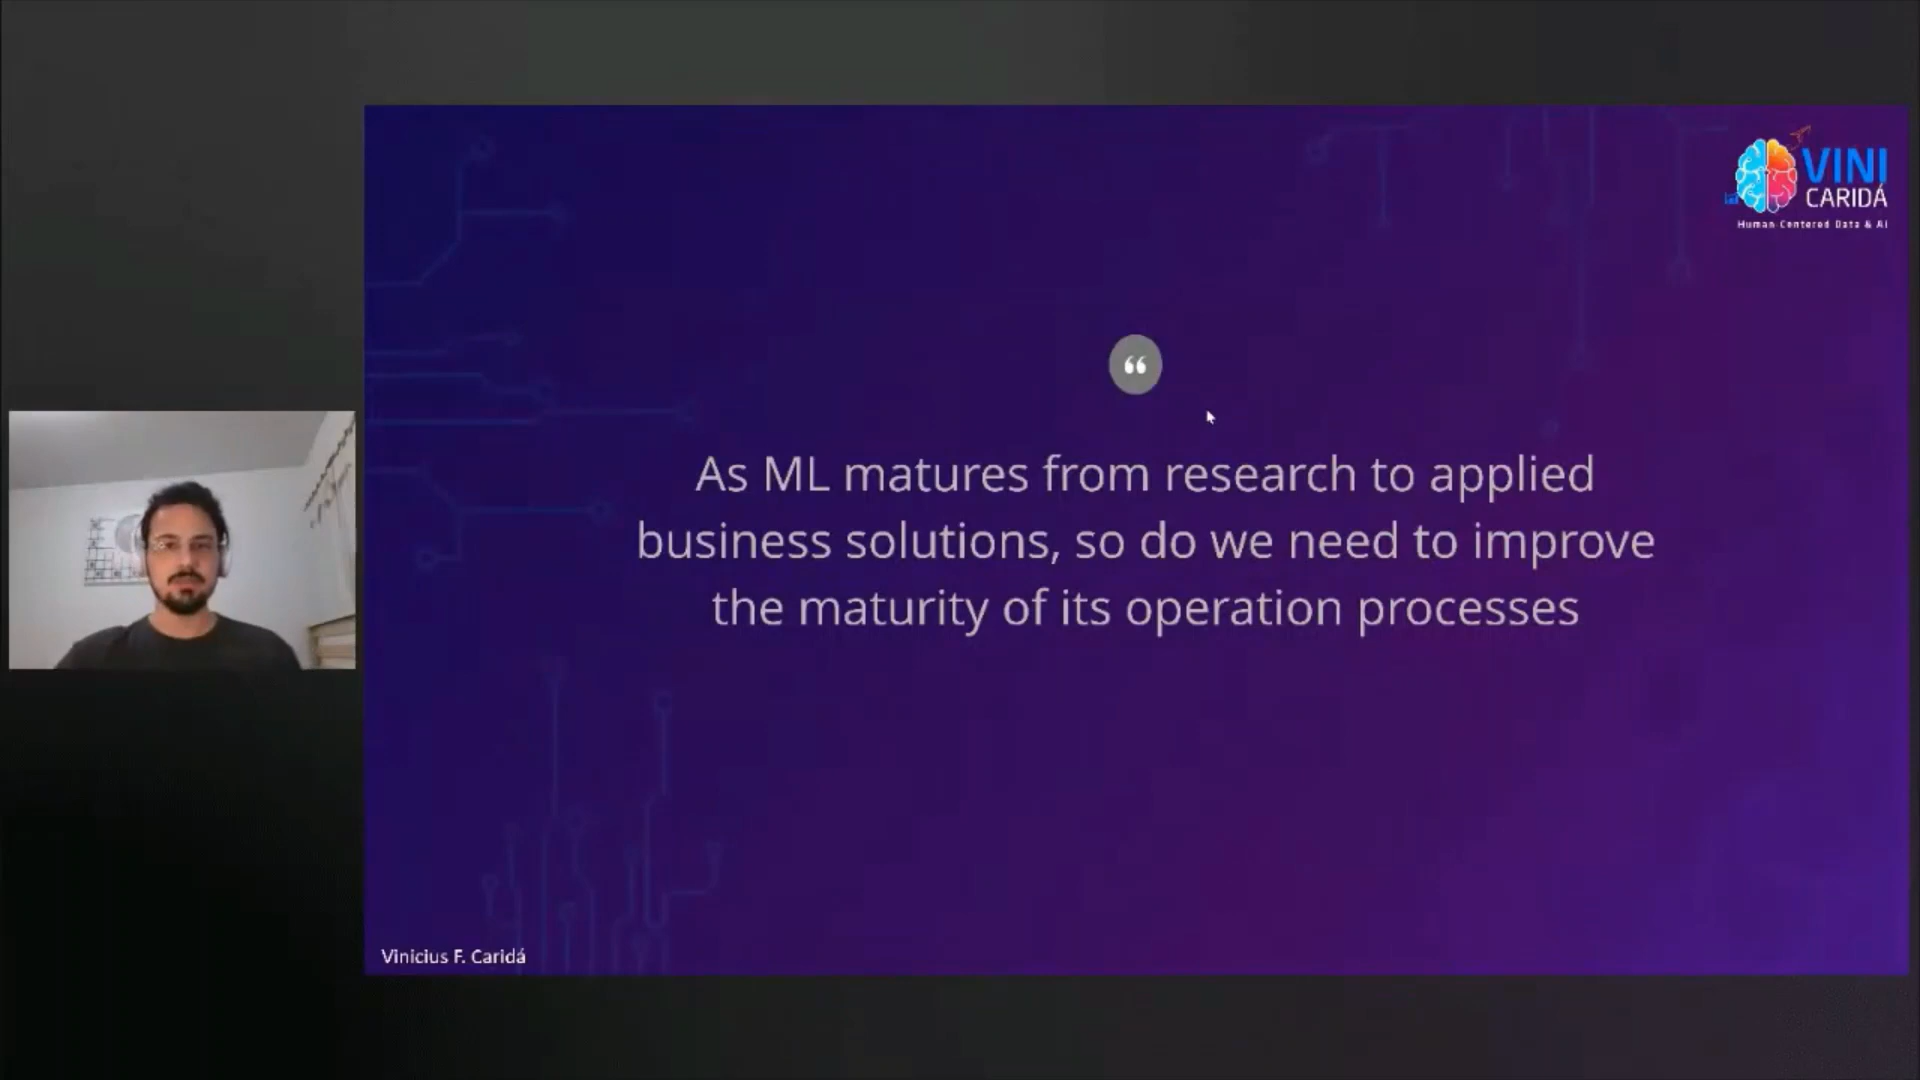 VINI
CARIDÁ
Human Centered Data & AI
“
As ML matures from research to applied
business solutions, so do we need to improve
the maturity of its operation processes
Vinicius F. Caridá